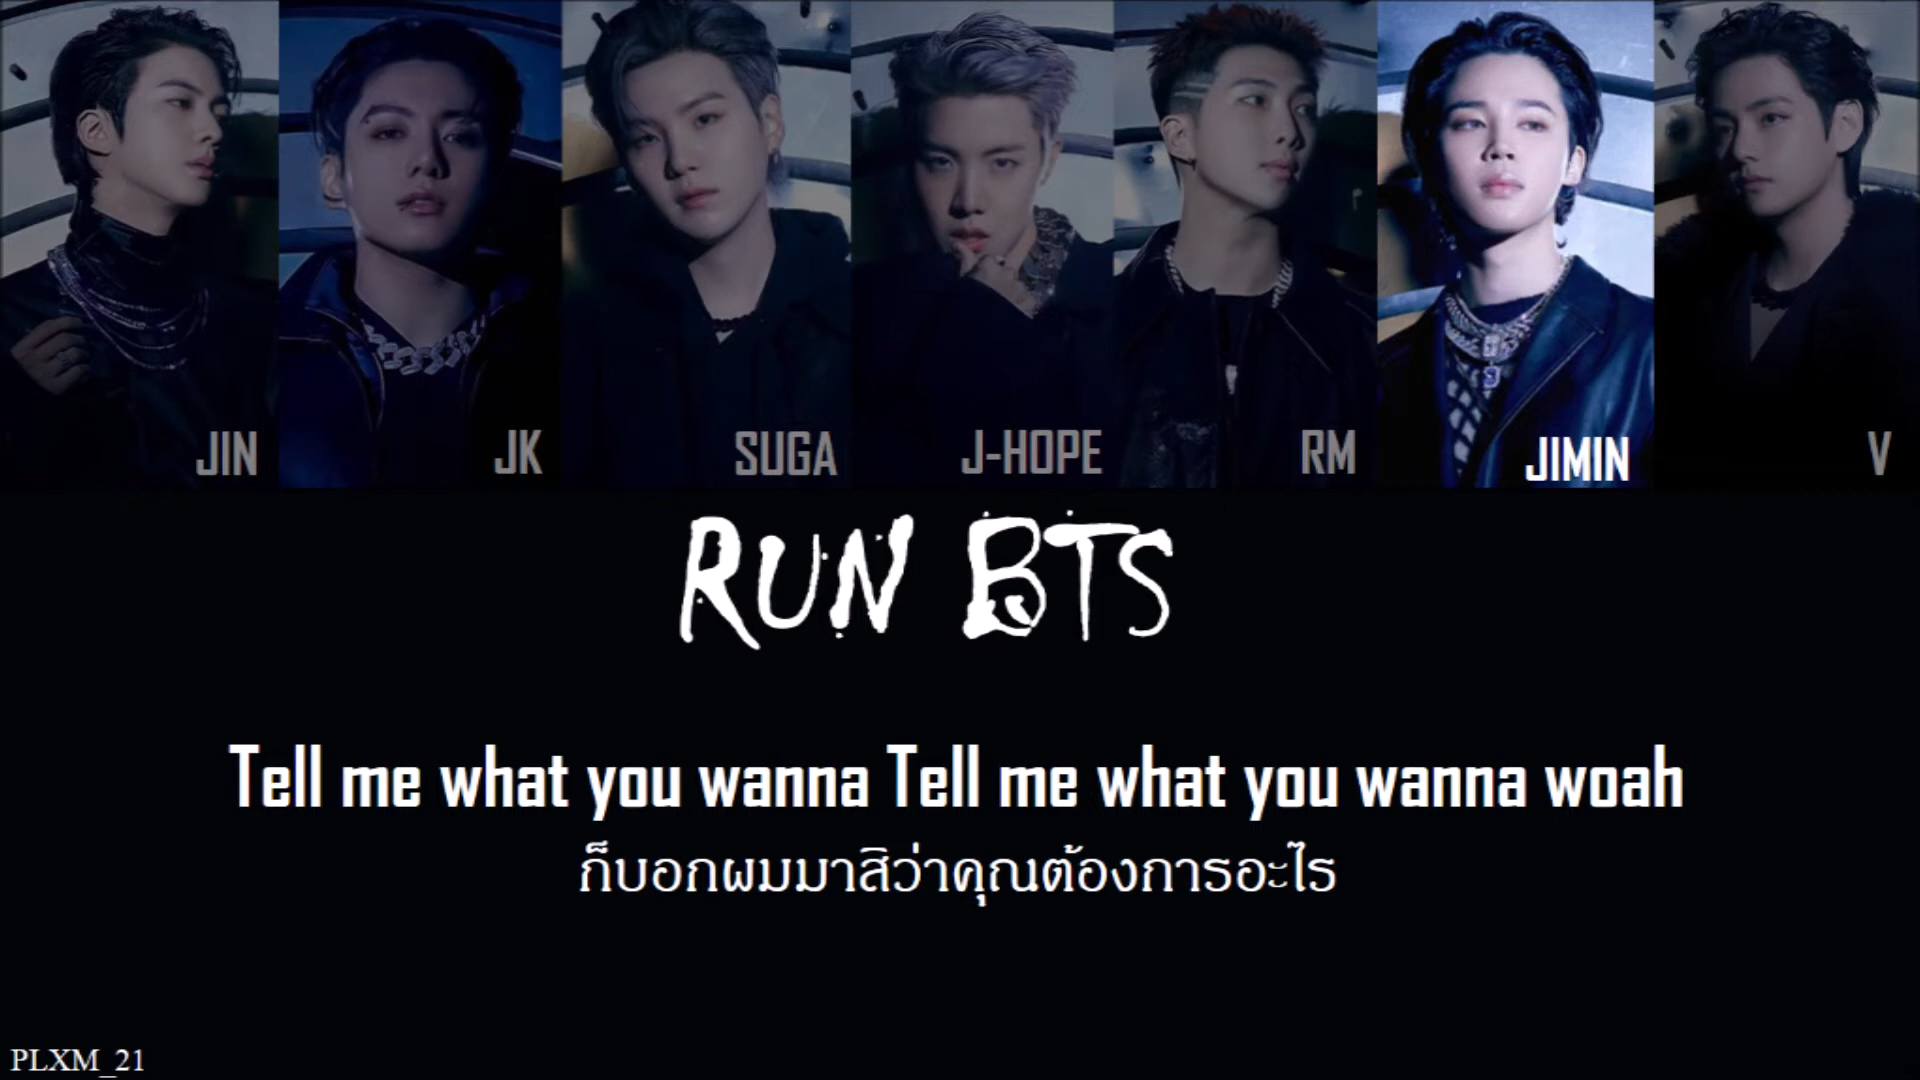 JIN JK SUGA J-HOPE RM JIMIN V
RUN BTS
Tell me what you wanna Tell me what you wanna woah
ก็บอกผมมาสิว่าคุณต้องการอะไร
PLXM_21